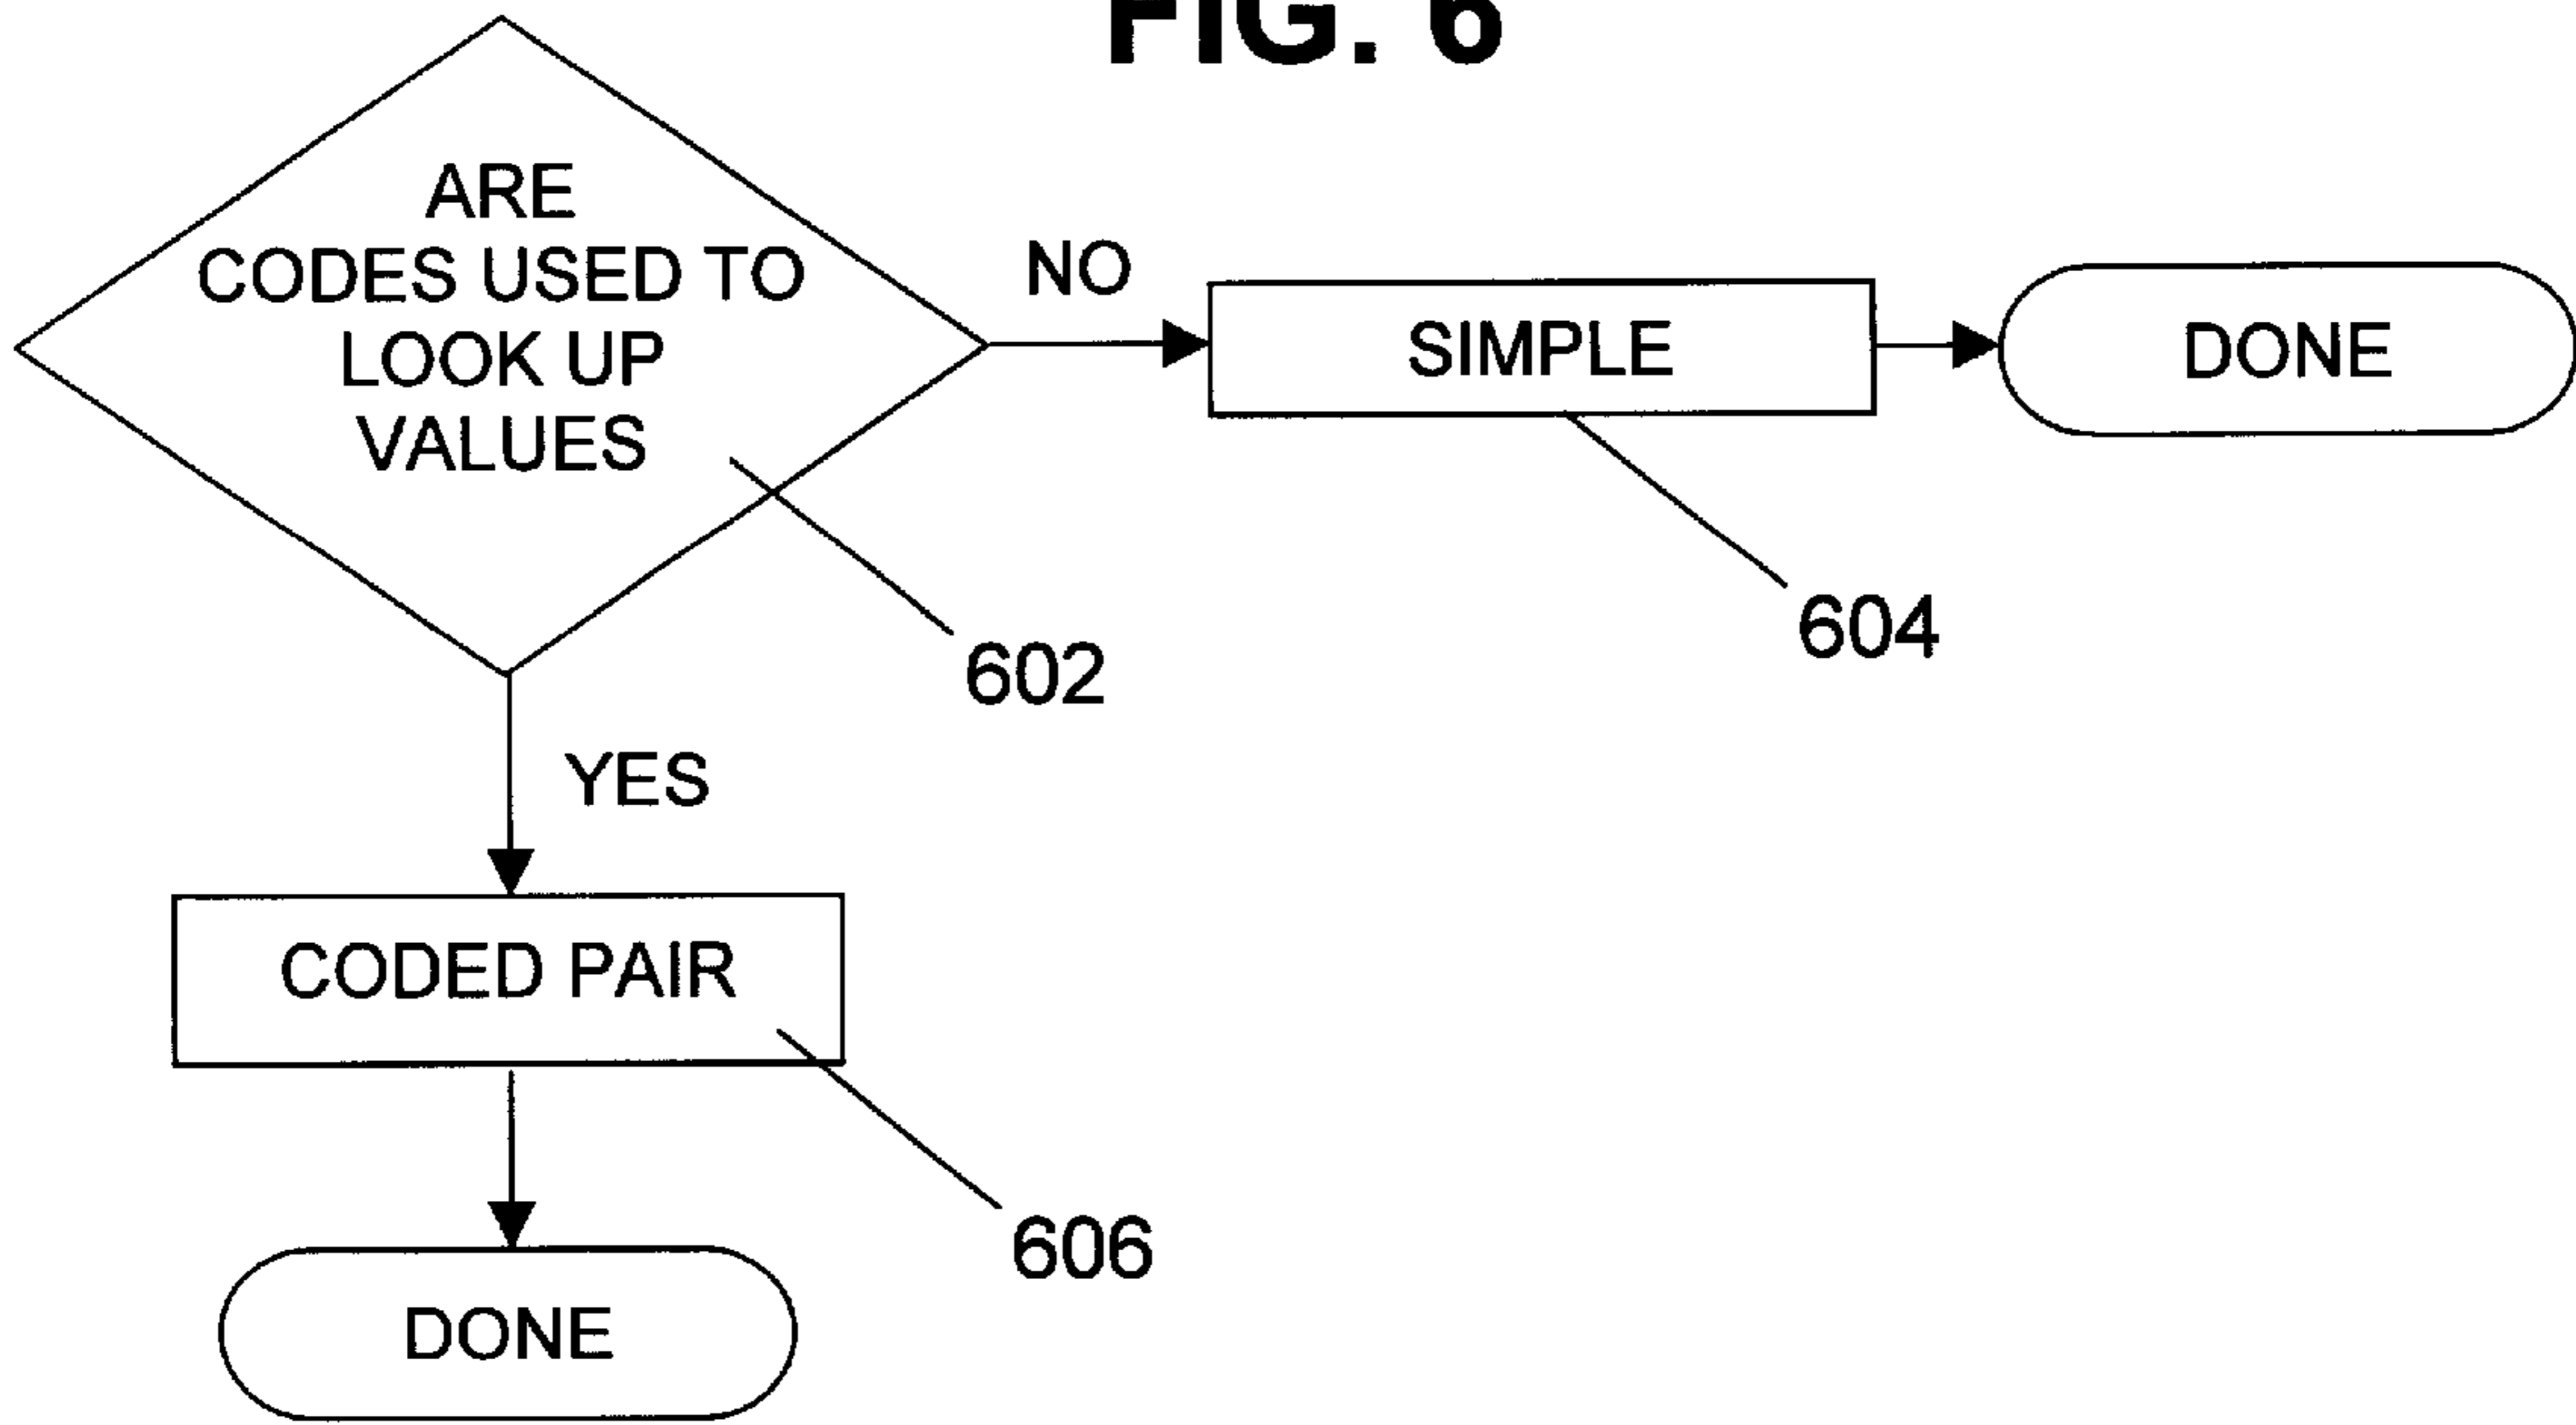 FIG. 6
ARE
CODES USED TO
LOOK UP
VALUES
NO
SIMPLE
DONE
602
604
YES
CODED PAIR
606
DONE